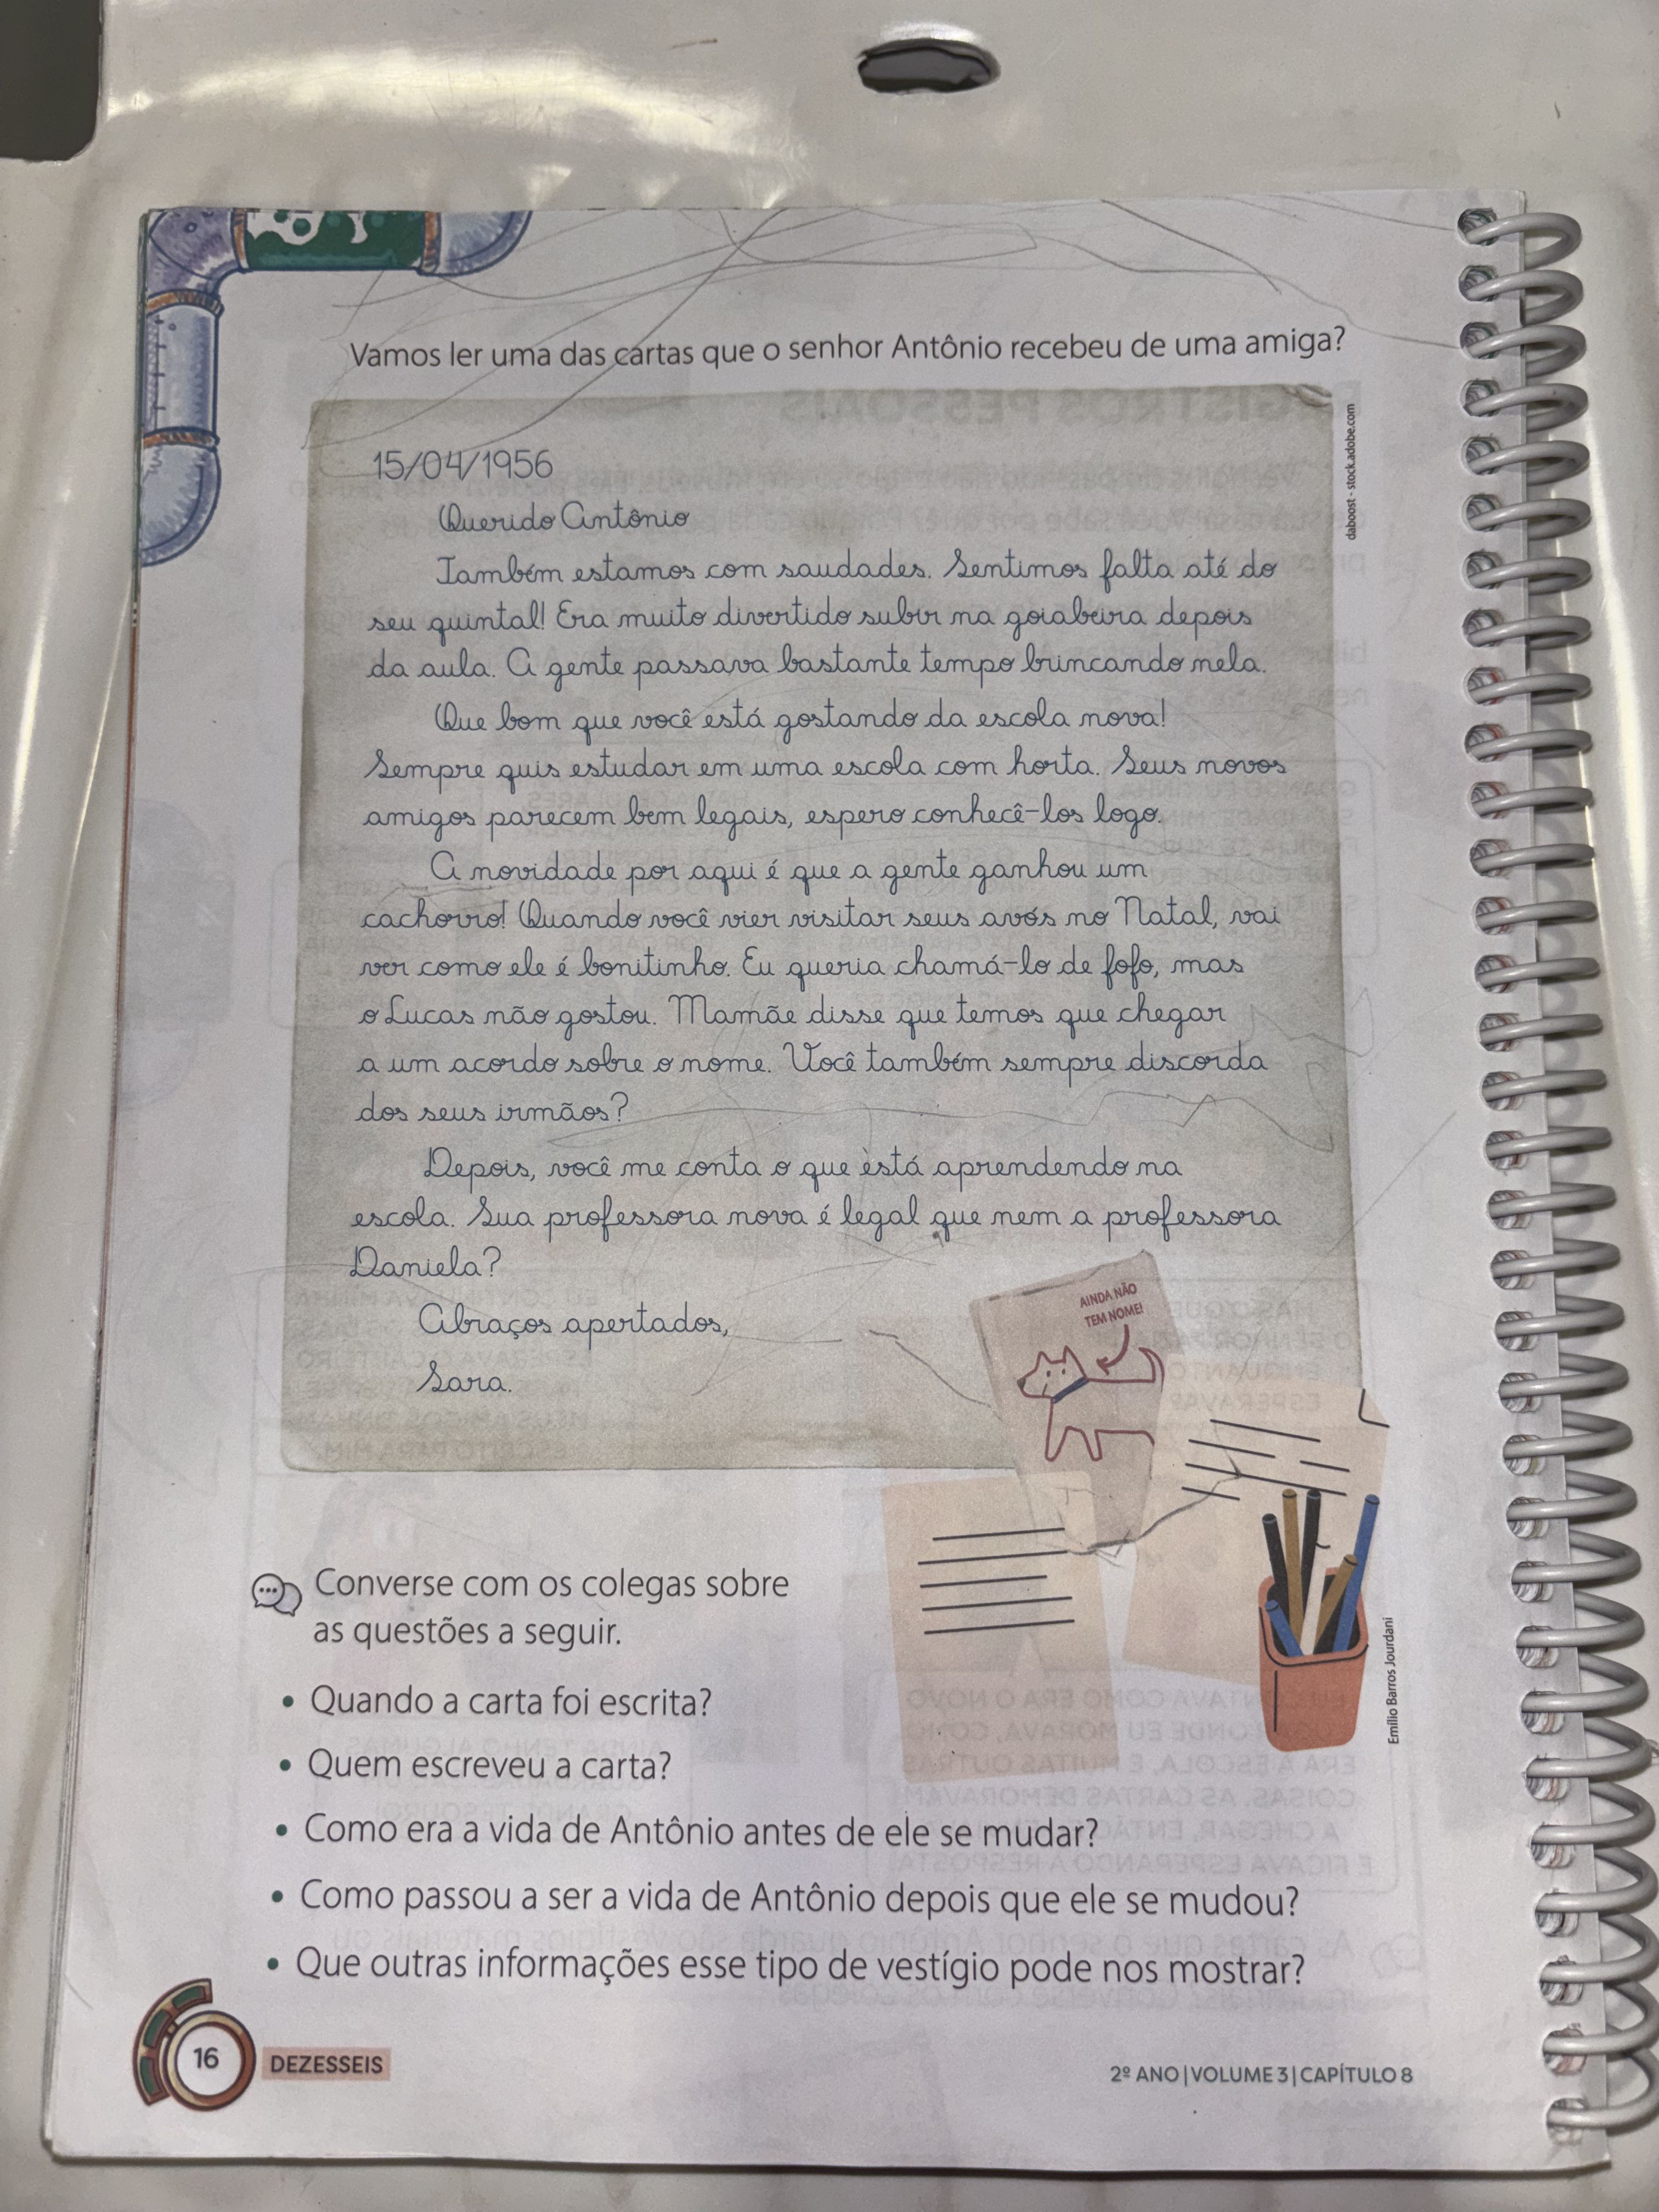 Vamos ler uma das cartas que o senhor Antônio recebeu de uma amiga?
daboost - stock.adobe.com
15/04/1956
Querido Antônio
Também estamos com saudades. Sentimos falta até do
seu quintal! Era muito divertido subir na goiabeira depois
da aula. A gente passava bastante tempo brincando nela.
Que bom que você está gostando da escola nova!
Sempre quis estudar em uma escola com horta. Seus novos
amigos parecem bem legais, espero conhecê-los logo.
A novidade por aqui é que a gente ganhou um
cachorro! Quando você vier visitar seus avós no Natal, vai
ver como ele é bonitinho. Eu queria chamá-lo de fofo, mas
o Lucas não gostou. Mamãe disse que temos que chegar
a um acordo sobre o nome. Você também sempre discorda
dos seus irmãos?
Depois, você me conta o que está aprendendo na
escola. Sua professora nova é legal que nem a professora
Daniela?
Abraços apertados,
Sara.
AINDA NÃO
TEM NOME!
Converse com os colegas sobre
as questões a seguir.
• Quando a carta foi escrita?
• Quem escreveu a carta?
• Como era a vida de Antônio antes de ele se mudar?
• Como passou a ser a vida de Antônio depois que ele se mudou?
• Que outras informações esse tipo de vestígio pode nos mostrar?
Emílio Barros Jourdani
16 DEZESSEIS
2º ANO | VOLUME 3 | CAPÍTULO 8